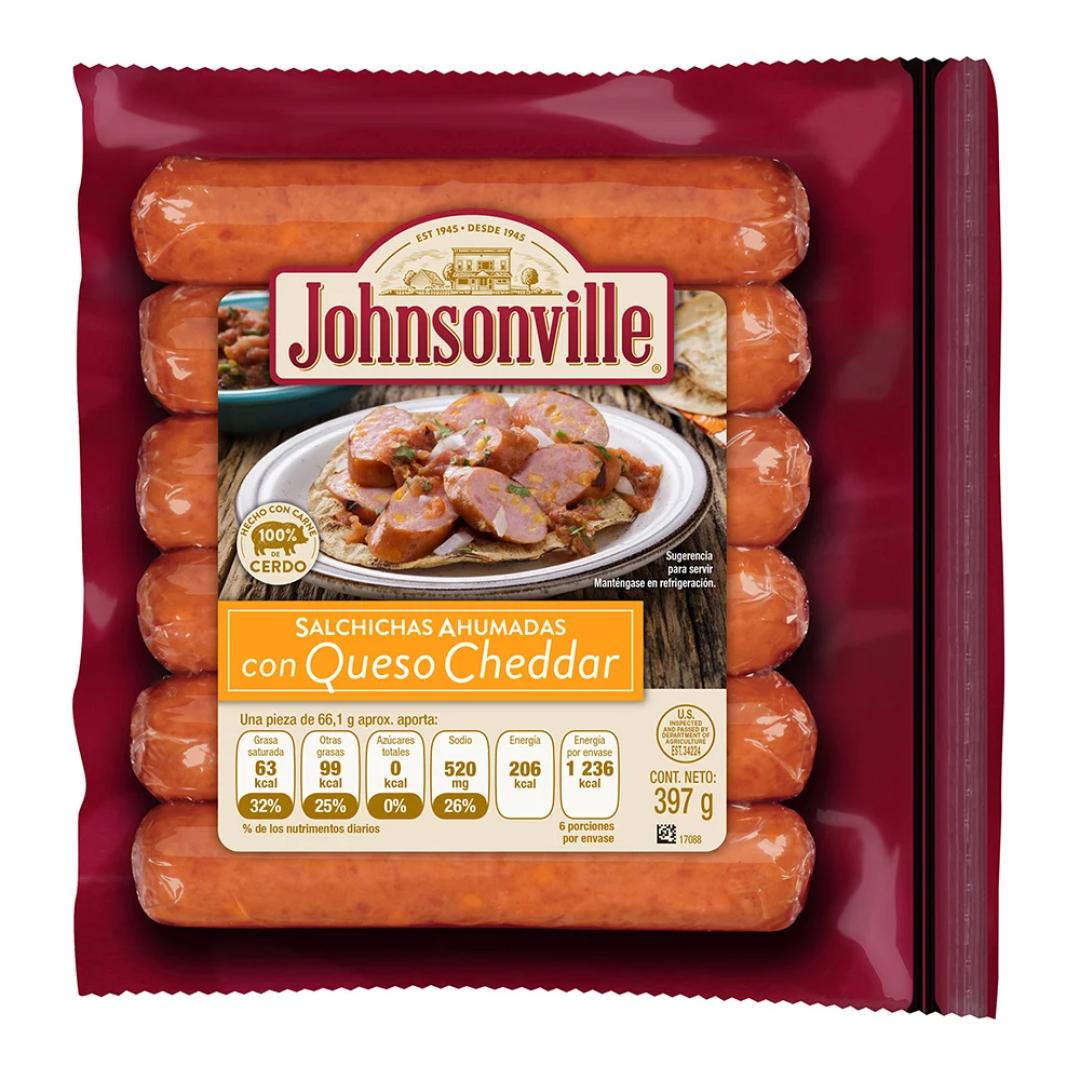 EST 1945 • DESDE 1945
Johnsonville®
HECHO CON CARNE
100%
DE
CERDO
Sugerencia
para servir
Manténgase en refrigeración.
SALCHICHAS AHUMADAS
con Queso Cheddar
Una pieza de 66,1 g aprox. aporta:
Grasa saturada 63 kcal 32%
Otras grasas 99 kcal 25%
Azúcares totales 0 kcal 0%
Sodio 520 mg 26%
Energía 206 kcal
Energía por envase 1 236 kcal
% de los nutrimentos diarios
6 porciones
por envase
U.S.
INSPECTED
AND PASSED BY
DEPARTMENT OF
AGRICULTURE
EST. 34224
CONT. NETO:
397 g
17088